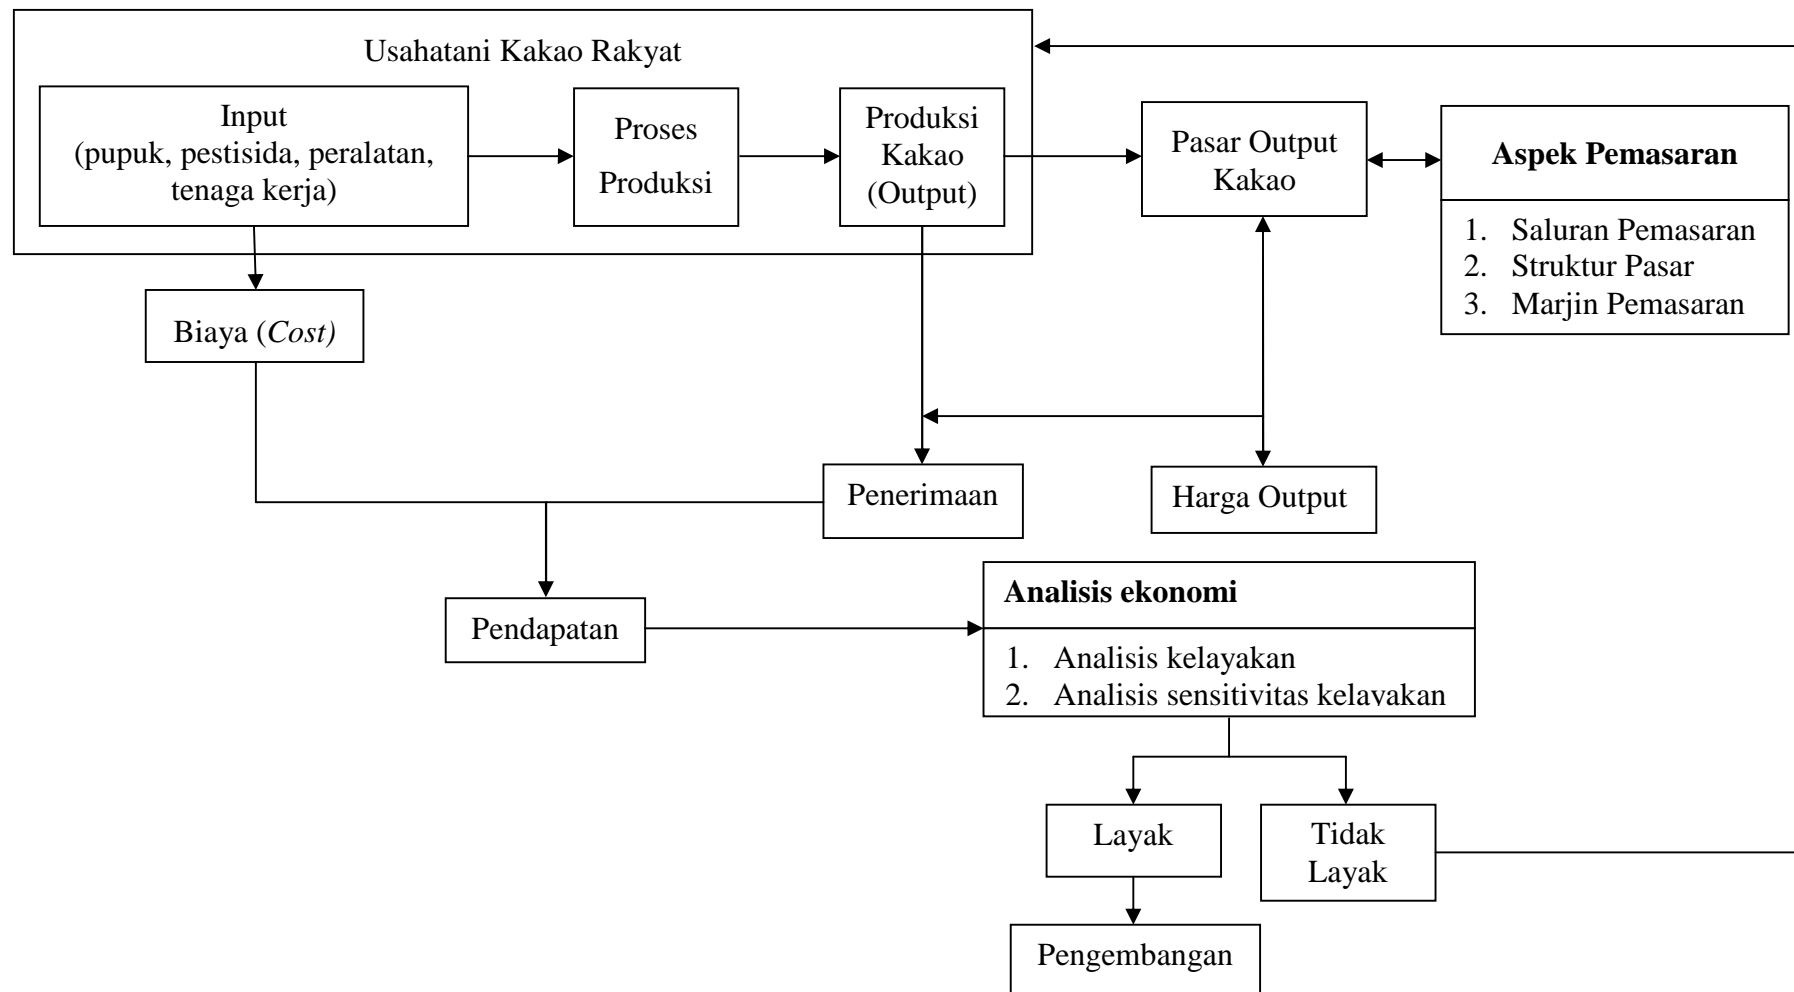 Usahatani Kakao Rakyat
Input
(pupuk, pestisida, peralatan,
tenaga kerja)
Proses
Produksi
Produksi
Kakao
(Output)
Pasar Output
Kakao
Aspek Pemasaran
1. Saluran Pemasaran
2. Struktur Pasar
3. Marjin Pemasaran
Biaya (Cost)
Penerimaan
Harga Output
Pendapatan
Analisis ekonomi
1. Analisis kelayakan
2. Analisis sensitivitas kelayakan
Layak
Tidak
Layak
Pengembangan